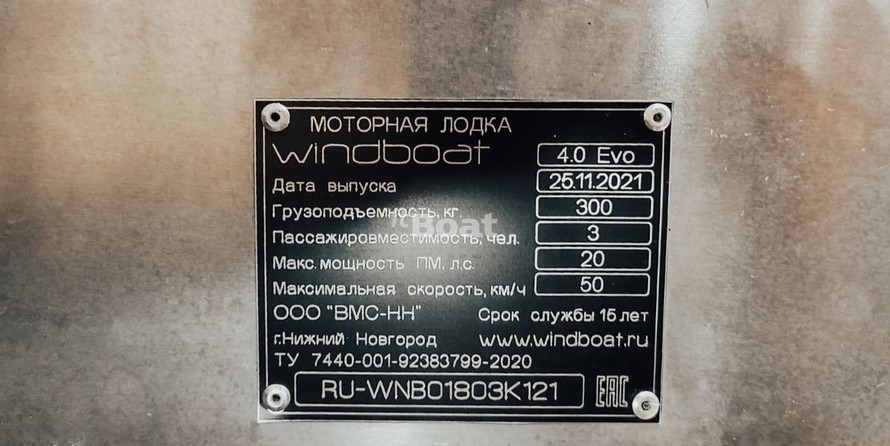 МОТОРНАЯ ЛОДКА
windboat 4.0 Evo
Дата выпуска 25.11.2021
Грузоподъемность, кг. 300
Пассажировместимость, чел. 3
Макс. мощность ПМ, л.с. 20
Максимальная скорость, км/ч 50
ООО "ВМС-НН" Срок службы 15 лет
г.Нижний Новгород www.windboat.ru
ТУ 7440-001-92383799-2020
RU-WNB01803K121 EAC
Boat